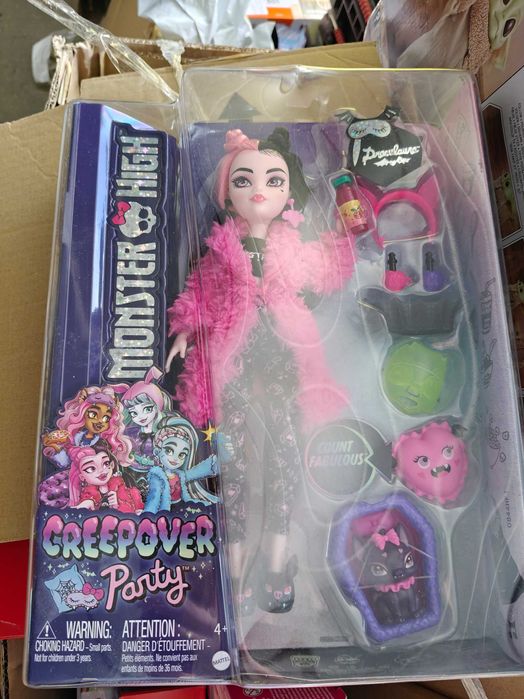 MONSTER HIGH
CREEPOVER
Party™
WARNING:
CHOKING HAZARD – Small parts.
Not for children under 3 years.
ATTENTION :
DANGER D'ÉTOUFFEMENT –
Petits éléments. Ne convient pas aux
enfants de moins de 36 mois.
4+
MATTEL
Draculaura
COUNT
FABULOUS